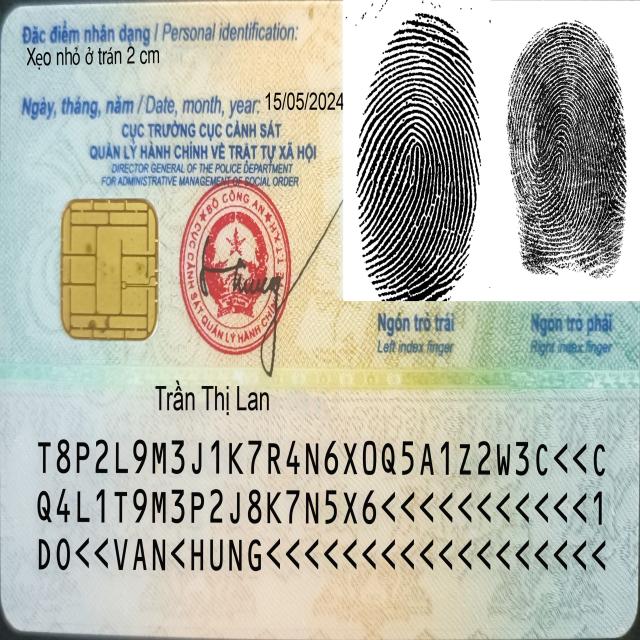 Đặc điểm nhân dạng / Personal identification:
Xẹo nhỏ ở trán 2 cm
Ngày, tháng, năm / Date, month, year: 15/05/2024
CỤC TRƯỞNG CỤC CẢNH SÁT
QUẢN LÝ HÀNH CHÍNH VỀ TRẬT TỰ XÃ HỘI
DIRECTOR GENERAL OF THE POLICE DEPARTMENT
FOR ADMINISTRATIVE MANAGEMENT OF SOCIAL ORDER
BỘ CÔNG AN
CỤC CẢNH SÁT QUẢN LÝ HÀNH CHÍNH
Ngón trỏ trái
Ngón trỏ phải
Left index finger
Right index finger
Trần Thị Lan
T8P2L9M3J1K7R4N6X0Q5A1Z2W3C<<C
Q4L1T9M3P2J8K7N5X6<<<<<<<<<<<1
DO<<VAN<HUNG<<<<<<<<<<<<<<<<<<